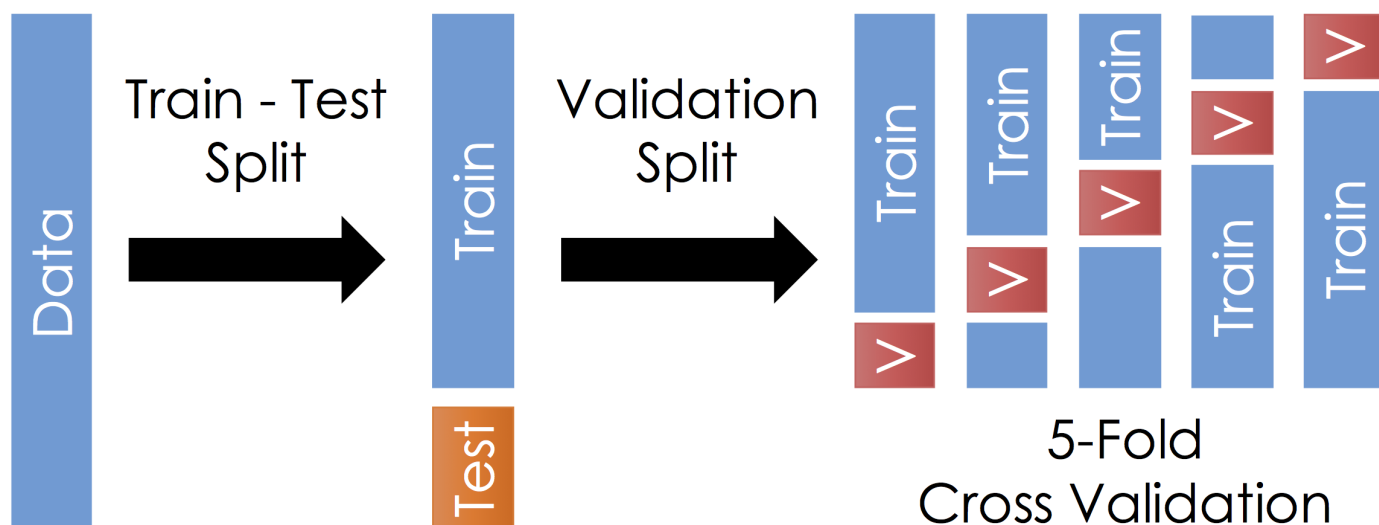 Data
Train - Test
Split
Train
Test
Validation
Split
Train
V
Train
V
Train
V
V
Train
V
Train
5-Fold
Cross Validation